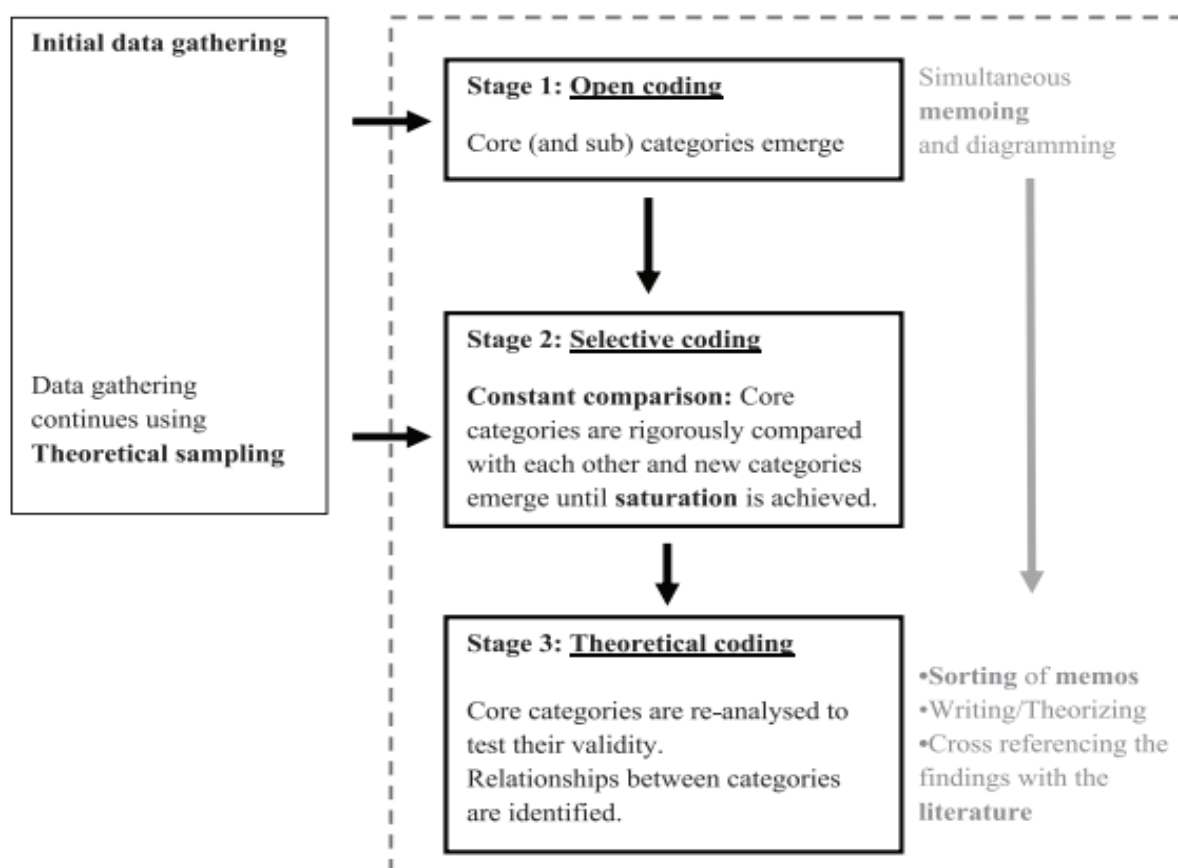 Initial data gathering
Data gathering
continues using
Theoretical sampling
Stage 1: Open coding
Core (and sub) categories emerge
Stage 2: Selective coding
Constant comparison: Core
categories are rigorously compared
with each other and new categories
emerge until saturation is achieved.
Stage 3: Theoretical coding
Core categories are re-analysed to
test their validity.
Relationships between categories
are identified.
Simultaneous
memoing
and diagramming
•Sorting of memos
•Writing/Theorizing
•Cross referencing the
findings with the
literature